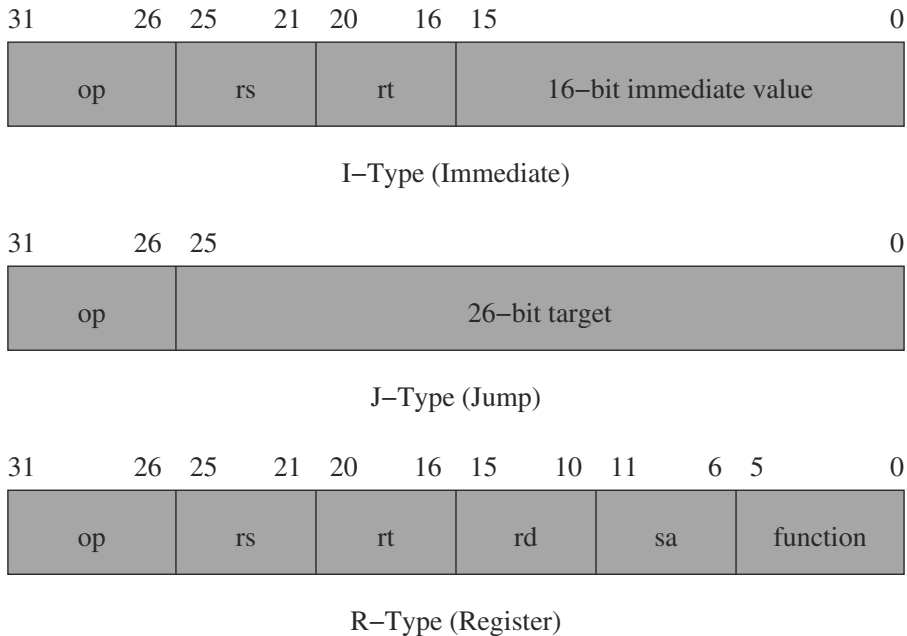 31 26 25 21 20 16 15 0
op rs rt 16−bit immediate value
I−Type (Immediate)
31 26 25 0
op 26−bit target
J−Type (Jump)
31 26 25 21 20 16 15 10 11 6 5 0
op rs rt rd sa function
R−Type (Register)